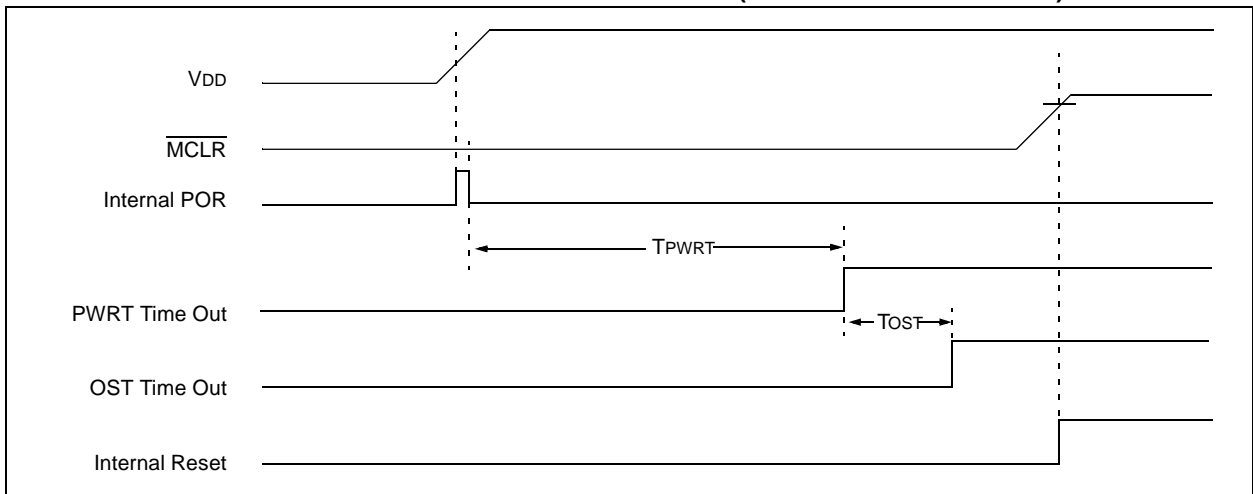 VDD
MCLR
Internal POR
TPWRT
PWRT Time Out
TOST
OST Time Out
Internal Reset